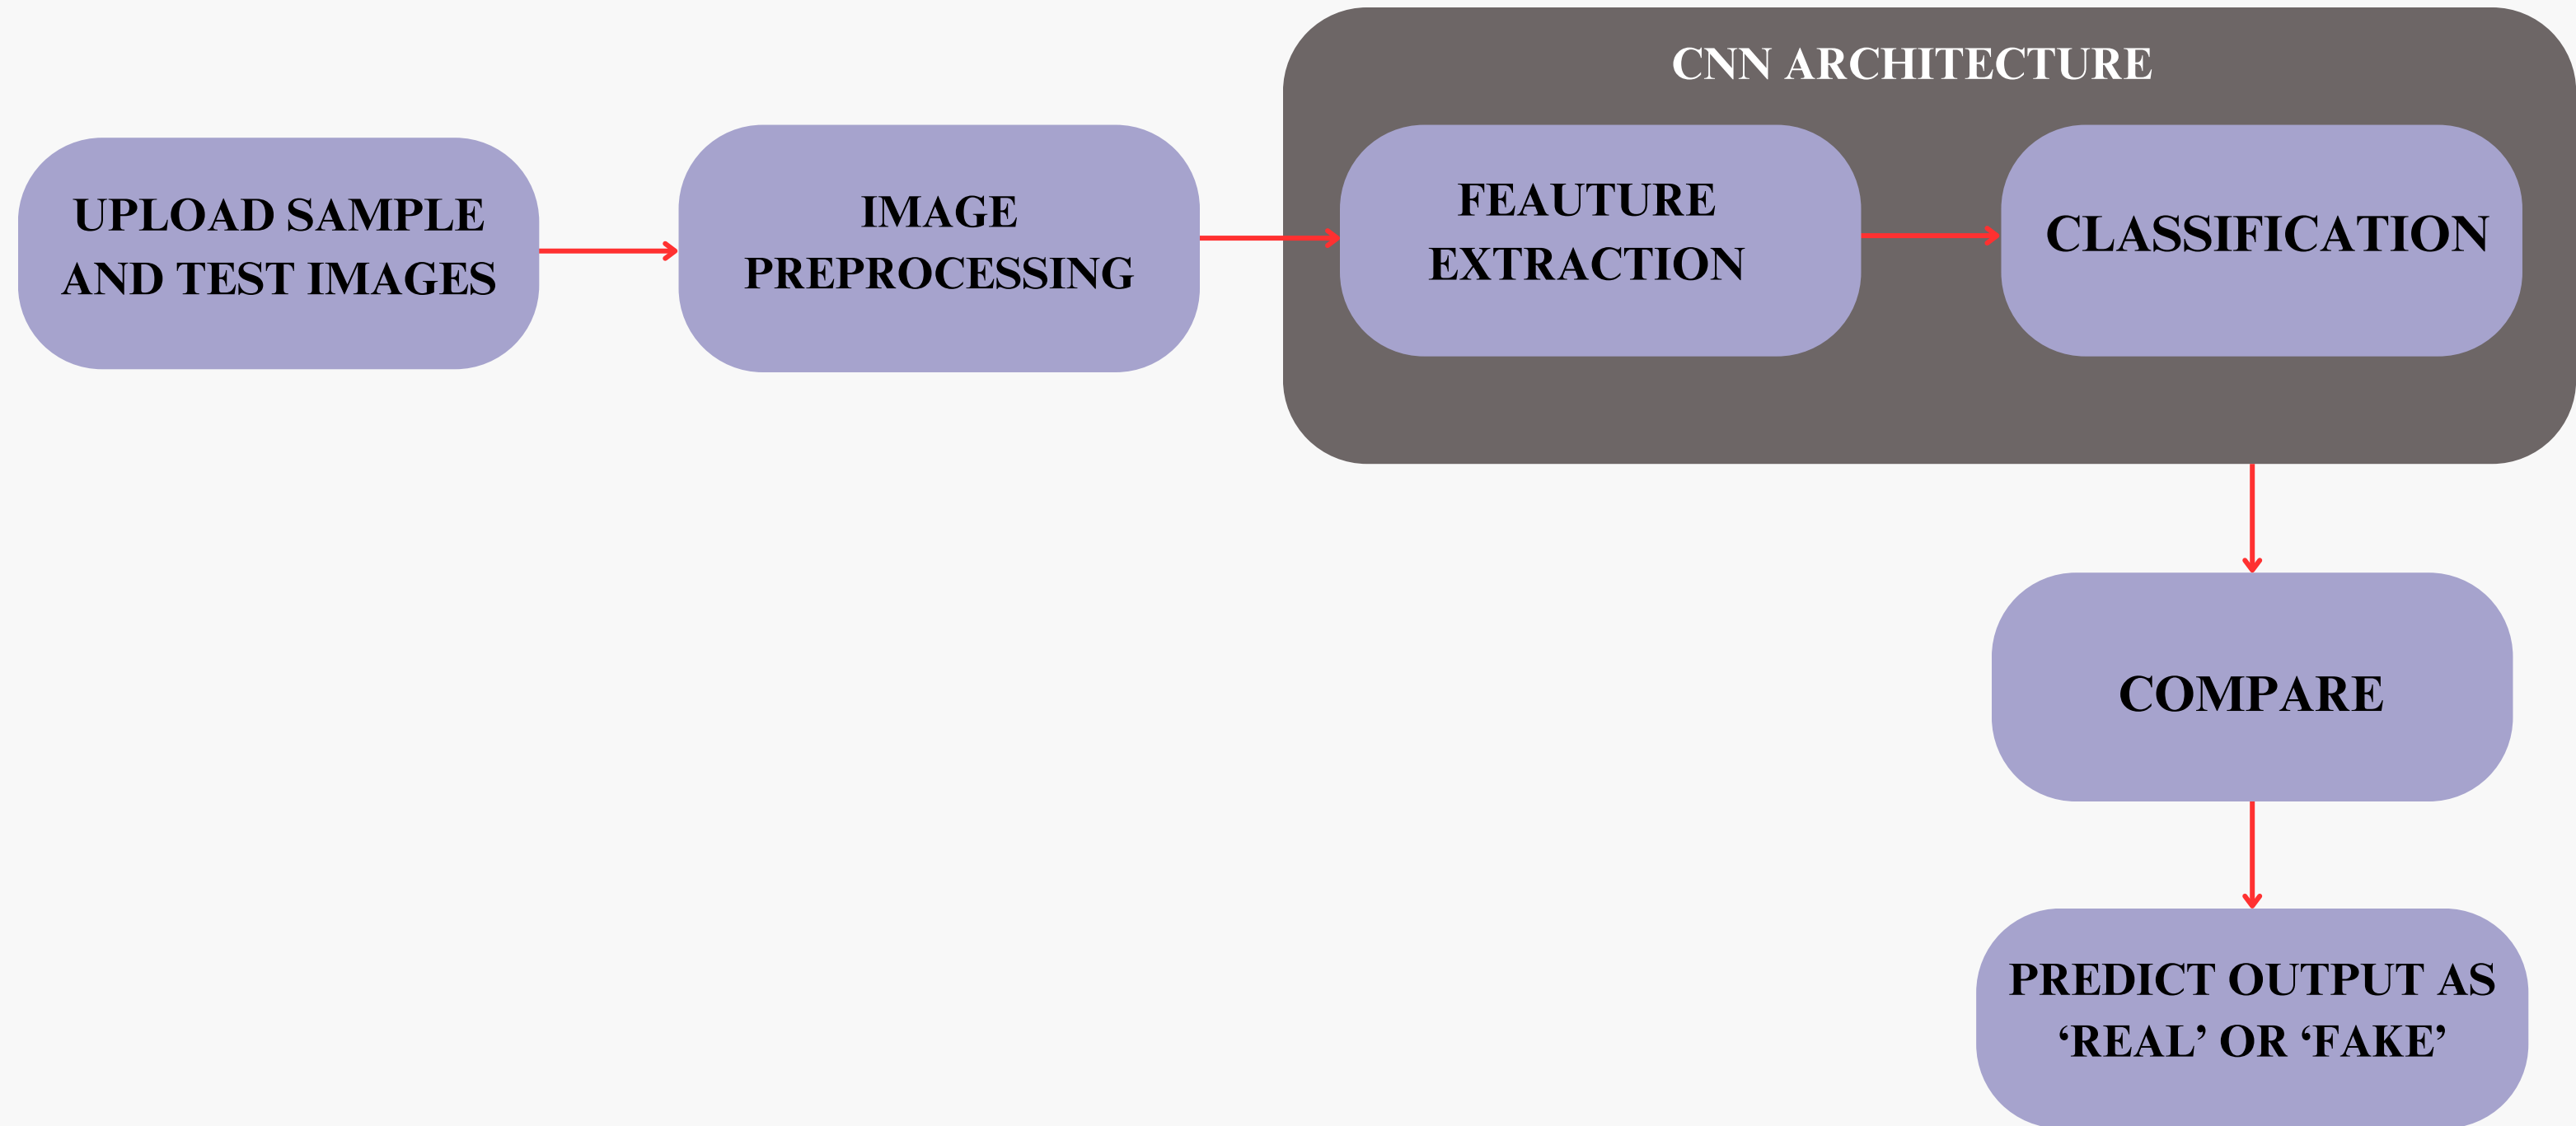 CNN ARCHITECTURE
UPLOAD SAMPLE
AND TEST IMAGES
IMAGE
PREPROCESSING
FEAUTURE
EXTRACTION
CLASSIFICATION
COMPARE
PREDICT OUTPUT AS
‘REAL’ OR ‘FAKE’